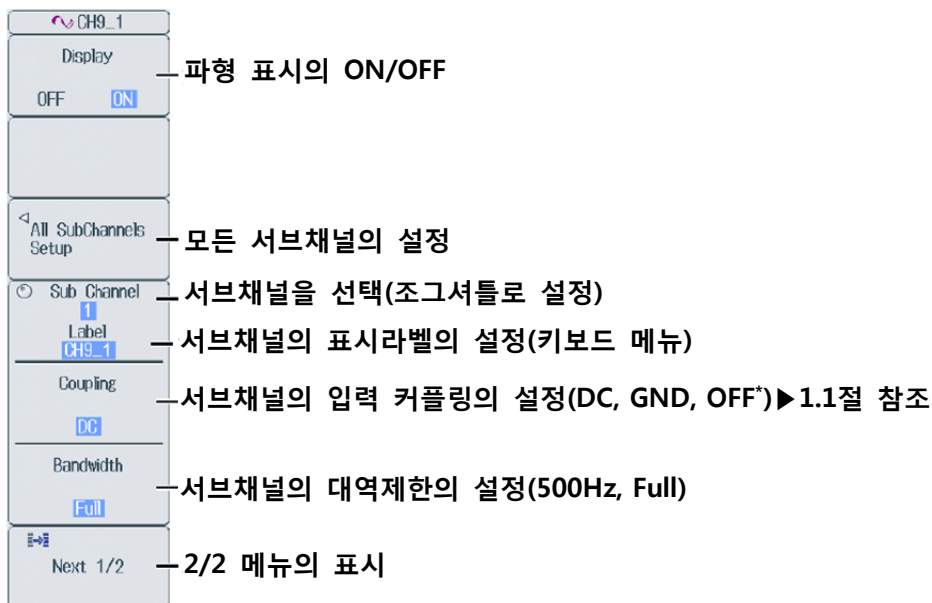 CH9_1
Display
파형 표시의 ON/OFF
OFF ON
All SubChannels
Setup
모든 서브채널의 설정
Sub Channel
서브채널을 선택(조그셔틀로 설정)
1
Label
서브채널의 표시라벨의 설정(키보드 메뉴)
CH9_1
Coupling
서브채널의 입력 커플링의 설정(DC, GND, OFF*)▶1.1절 참조
DC
Bandwidth
서브채널의 대역제한의 설정(500Hz, Full)
Full
Next 1/2
2/2 메뉴의 표시